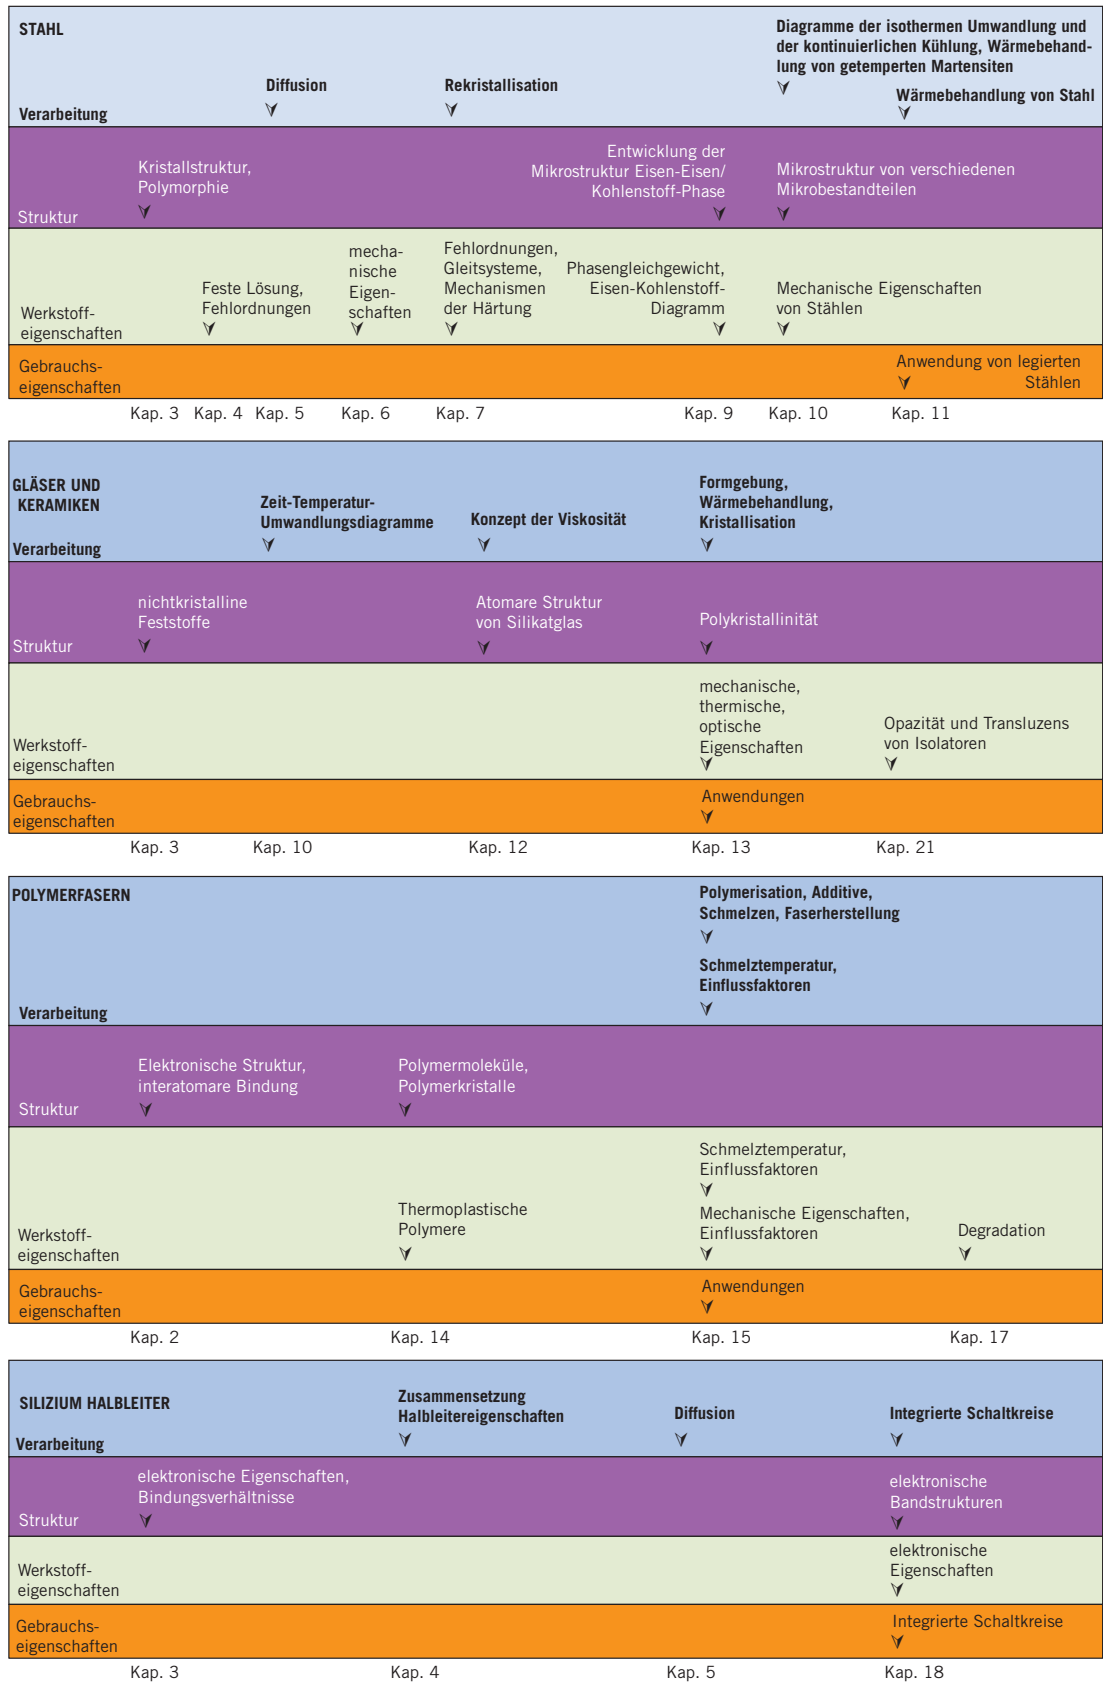 STAHL
Diagramme der isothermen Umwandlung und
der kontinuierlichen Kühlung, Wärmebehand-
lung von getemperten Martensiten
Diffusion
Rekristallisation
Wärmebehandlung von Stahl
Verarbeitung
Kristallstruktur,
Polymorphie
Entwicklung der
Mikrostruktur Eisen-Eisen/
Kohlenstoff-Phase
Mikrostruktur von verschiedenen
Mikrobestandteilen
Struktur
Feste Lösung,
Fehlordnungen
mecha-
nische
Eigen-
schaften
Fehlordnungen,
Gleitsysteme,
Mechanismen
der Härtung
Phasengleichgewicht,
Eisen-Kohlenstoff-
Diagramm
Mechanische Eigenschaften
von Stählen
Werkstoff-
eigenschaften
Gebrauchs-
eigenschaften
Anwendung von legierten
Stählen
Kap. 3 Kap. 4 Kap. 5 Kap. 6 Kap. 7 Kap. 9 Kap. 10 Kap. 11
GLÄSER UND
KERAMIKEN
Zeit-Temperatur-
Umwandlungsdiagramme
Konzept der Viskosität
Formgebung,
Wärmebehandlung,
Kristallisation
Verarbeitung
nichtkristalline
Feststoffe
Atomare Struktur
von Silikatglas
Polykristallinität
Struktur
mechanische,
thermische,
optische
Eigenschaften
Opazität und Transluzens
von Isolatoren
Werkstoff-
eigenschaften
Gebrauchs-
eigenschaften
Anwendungen
Kap. 3 Kap. 10 Kap. 12 Kap. 13 Kap. 21
POLYMERFASERN
Polymerisation, Additive,
Schmelzen, Faserherstellung
Schmelztemperatur,
Einflussfaktoren
Verarbeitung
Elektronische Struktur,
interatomare Bindung
Polymermoleküle,
Polymerkristalle
Struktur
Schmelztemperatur,
Einflussfaktoren
Thermoplastische
Polymere
Mechanische Eigenschaften,
Einflussfaktoren
Degradation
Werkstoff-
eigenschaften
Gebrauchs-
eigenschaften
Anwendungen
Kap. 2 Kap. 14 Kap. 15 Kap. 17
SILIZIUM HALBLEITER
Zusammensetzung
Halbleitereigenschaften
Diffusion
Integrierte Schaltkreise
Verarbeitung
elektronische Eigenschaften,
Bindungsverhältnisse
elektronische
Bandstrukturen
Struktur
elektronische
Eigenschaften
Werkstoff-
eigenschaften
Gebrauchs-
eigenschaften
Integrierte Schaltkreise
Kap. 3 Kap. 4 Kap. 5 Kap. 18